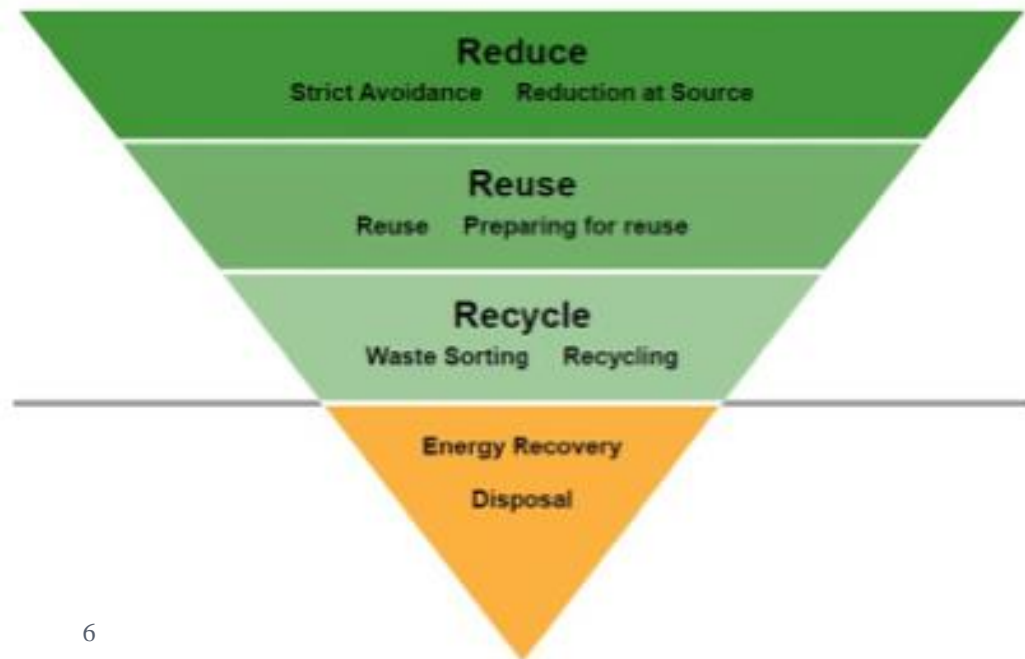 Reduce
Strict Avoidance Reduction at Source
Reuse
Reuse Preparing for reuse
Recycle
Waste Sorting Recycling
Energy Recovery
Disposal
6